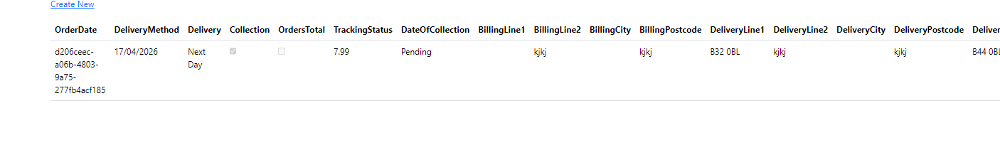 Create New
OrderDate DeliveryMethod Delivery Collection OrdersTotal TrackingStatus DateOfCollection BillingLine1 BillingLine2 BillingCity BillingPostcode DeliveryLine1 DeliveryLine2 DeliveryCity DeliveryPostcode Deliver
d206ceec- 17/04/2026 Next 7.99 Pending kjkj kjkj B32 0BL kjkj kjkj B44 0BL
a06b-4803- Day
9a75-
277fb4acf185